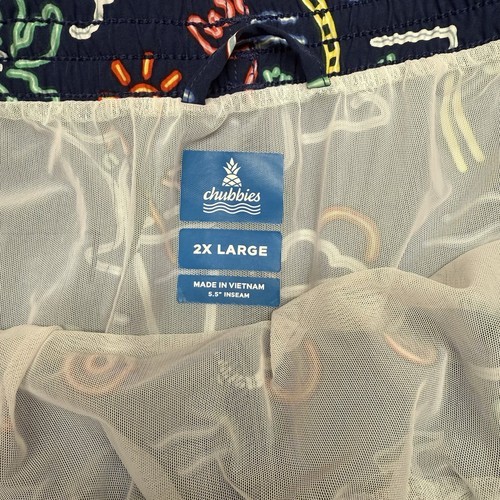 chubbies
2X LARGE
MADE IN VIETNAM
5.5" INSEAM